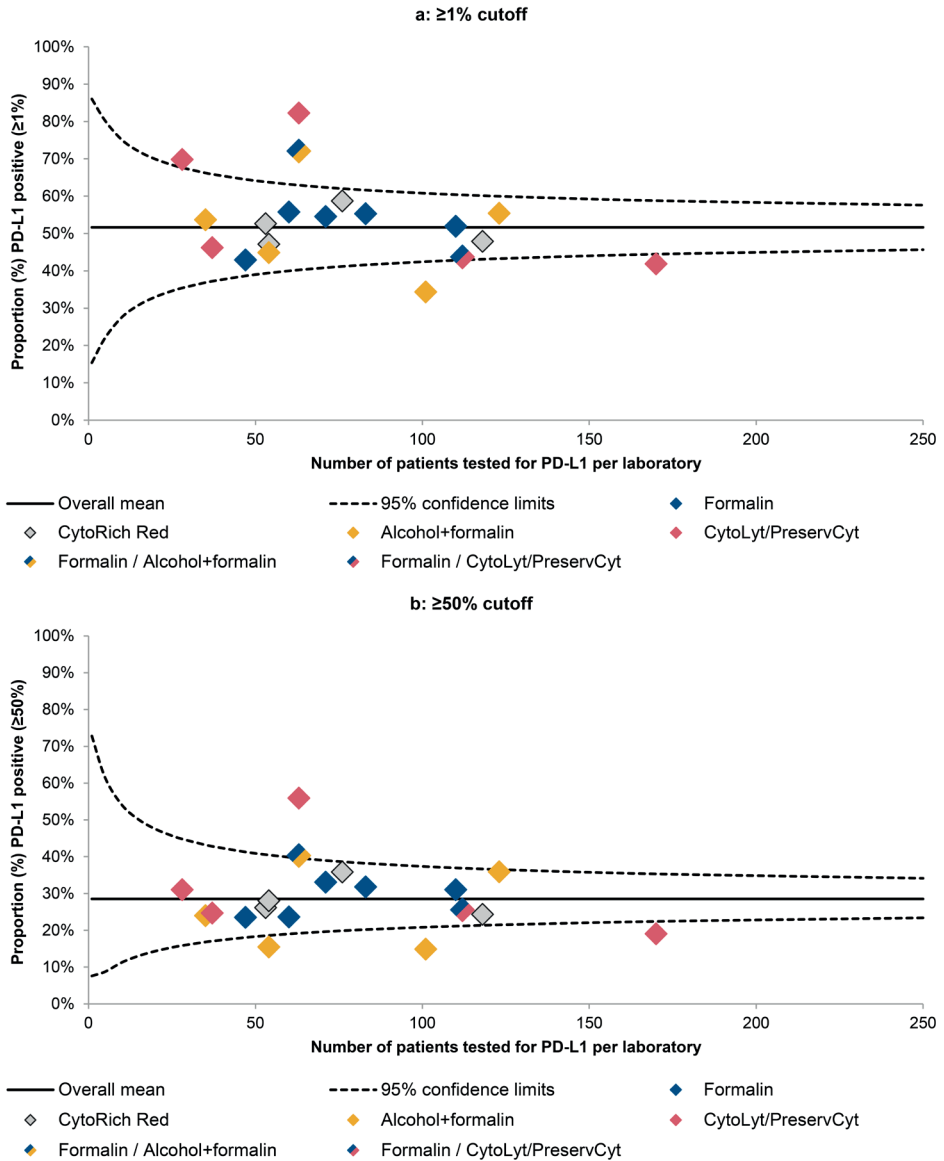 a: ≥1% cutoff
100%
90%
80%
70%
60%
50%
40%
30%
20%
10%
0%
Proportion (%) PD-L1 positive (≥1%)
0 50 100 150 200 250
Number of patients tested for PD-L1 per laboratory
Overall mean 95% confidence limits Formalin
CytoRich Red Alcohol+formalin CytoLyt/PreservCyt
Formalin / Alcohol+formalin Formalin / CytoLyt/PreservCyt
b: ≥50% cutoff
100%
90%
80%
70%
60%
50%
40%
30%
20%
10%
0%
Proportion (%) PD-L1 positive (≥50%)
0 50 100 150 200 250
Number of patients tested for PD-L1 per laboratory
Overall mean 95% confidence limits Formalin
CytoRich Red Alcohol+formalin CytoLyt/PreservCyt
Formalin / Alcohol+formalin Formalin / CytoLyt/PreservCyt